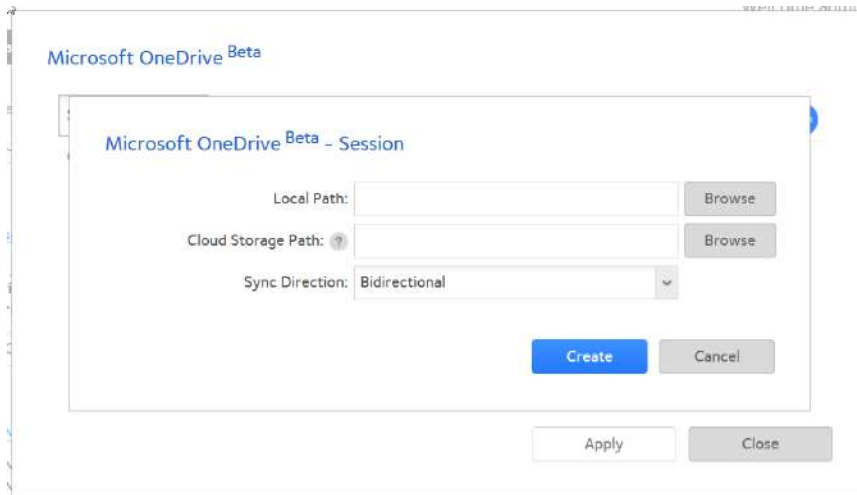 Microsoft OneDrive Beta
Microsoft OneDrive Beta - Session
Local Path: Browse
Cloud Storage Path: ? Browse
Sync Direction: Bidirectional
Create Cancel
Apply Close